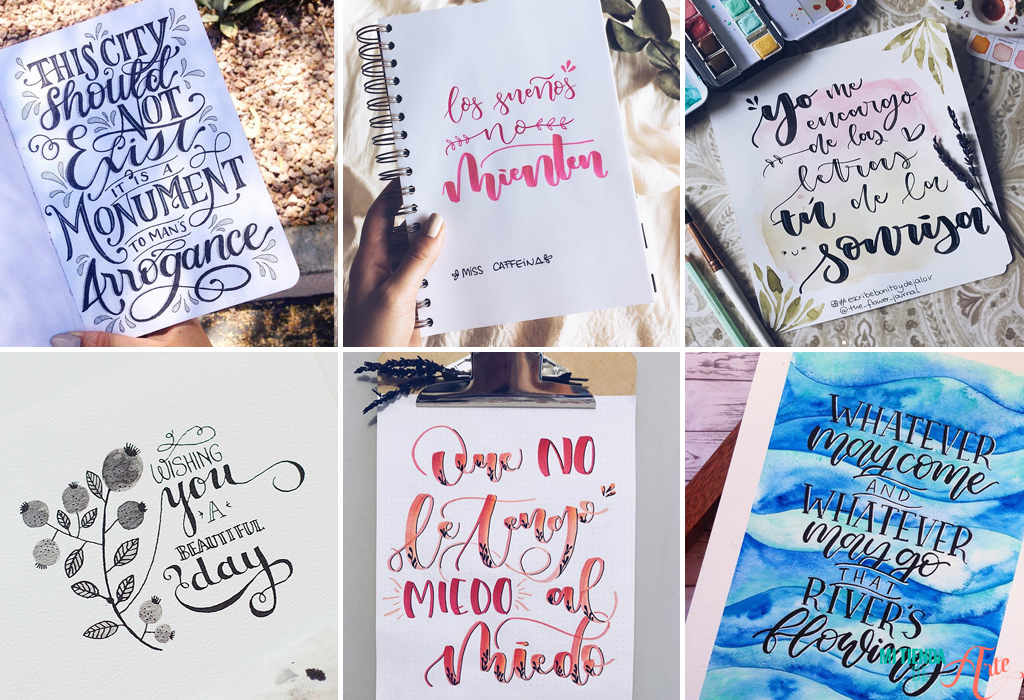 THIS CITY
Should
NOT
Exist
IT IS A
MONUMENT
TO MAN'S
Arrogance
los sueños
no
Mienten
MISS CAFFEINA
Yo me
encargo
de las
letras
tú de la
sonrisa
#escribebonitoydejaloir
@the_flower_journal
WISHING
you
A
BEAUTIFUL
day
Que NO
le tengo
MIEDO al
Miedo
WHATEVER
may come
AND
WHATEVER
may go
THAT
RIVER'S
flowing
MI TIENDA
Arte